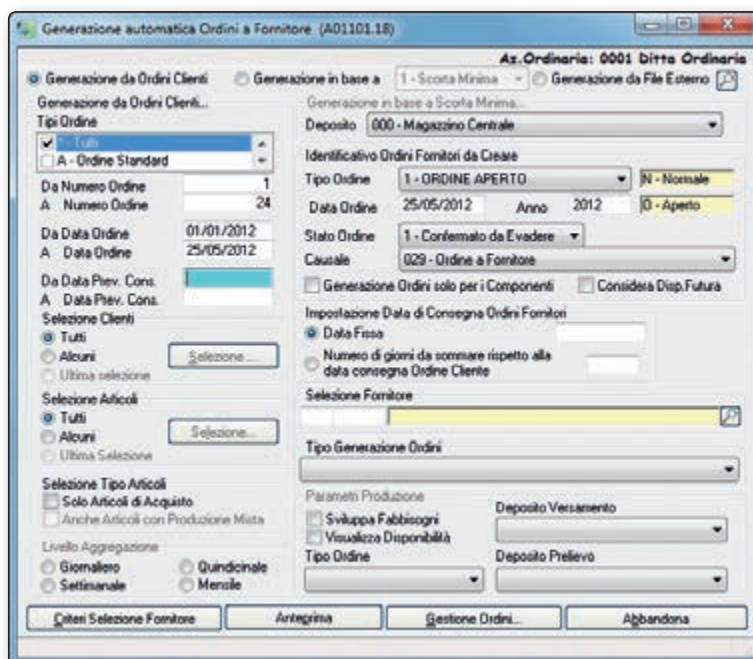 Generazione automatica Ordini a Fornitore (A01101.18)
Az.Ordinaria: 0001 Ditta Ordinaria
Generazione da Ordini Clienti
Generazione in base a
1 - Scorta Minima
Generazione da File Esterno
Generazione da Ordini Clienti...
Tipi Ordine
* - Tutti
A - Ordine Standard
Da Numero Ordine 1
A Numero Ordine 24
Da Data Ordine 01/01/2012
A Data Ordine 25/05/2012
Da Data Prev. Cons.
A Data Prev. Cons.
Selezione Clienti
Tutti
Alcuni
Selezione ...
Ultima selezione
Selezione Articoli
Tutti
Alcuni
Selezione...
Ultima Selezione
Selezione Tipo Articoli
Solo Articoli di Acquisto
Anche Articoli con Produzione Mista
Livello Aggregazione
Giornaliero
Quindicinale
Settimanale
Mensile
Generazione in base a Scorta Minima...
Deposito 000 - Magazzino Centrale
Identificativo Ordini Fornitori da Creare
Tipo Ordine 1 - ORDINE APERTO N - Normale
Data Ordine 25/05/2012 Anno 2012 O - Aperto
Stato Ordine 1 - Confermato da Evadere
Causale 029 - Ordine a Fornitore
Generazione Ordini solo per i Componenti
Considera Disp.Futura
Impostazione Data di Consegna Ordini Fornitori
Data Fissa
Numero di giorni da sommare rispetto alla
data consegna Ordine Cliente
Selezione Fornitore
Tipo Generazione Ordini
Parametri Produzione
Sviluppa Fabbisogni
Visualizza Disponibilità
Deposito Versamento
Tipo Ordine
Deposito Prelievo
Criteri Selezione Fornitore
Anteprima
Gestione Ordini...
Abbandona